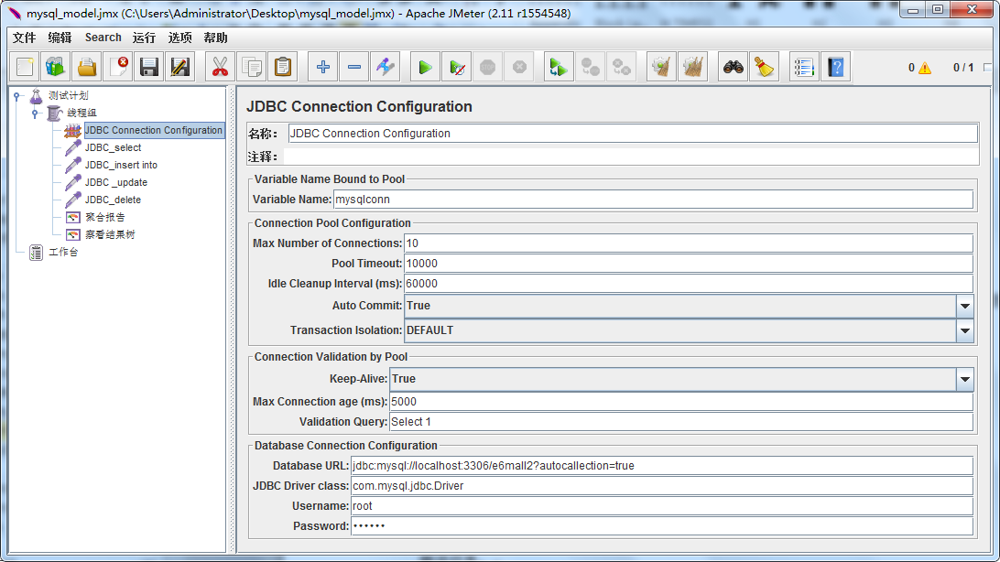 mysql_model.jmx (C:\Users\Administrator\Desktop\mysql_model.jmx) - Apache JMeter (2.11 r1554548)
文件 编辑 Search 运行 选项 帮助
0 0 / 1
测试计划
线程组
JDBC Connection Configuration
JDBC_select
JDBC_insert into
JDBC _update
JDBC_delete
聚合报告
察看结果树
工作台
JDBC Connection Configuration
名称： JDBC Connection Configuration
注释：
Variable Name Bound to Pool
Variable Name: mysqlconn
Connection Pool Configuration
Max Number of Connections: 10
Pool Timeout: 10000
Idle Cleanup Interval (ms): 60000
Auto Commit: True
Transaction Isolation: DEFAULT
Connection Validation by Pool
Keep-Alive: True
Max Connection age (ms): 5000
Validation Query: Select 1
Database Connection Configuration
Database URL: jdbc:mysql://localhost:3306/e6mall2?autocallection=true
JDBC Driver class: com.mysql.jdbc.Driver
Username: root
Password: ••••••